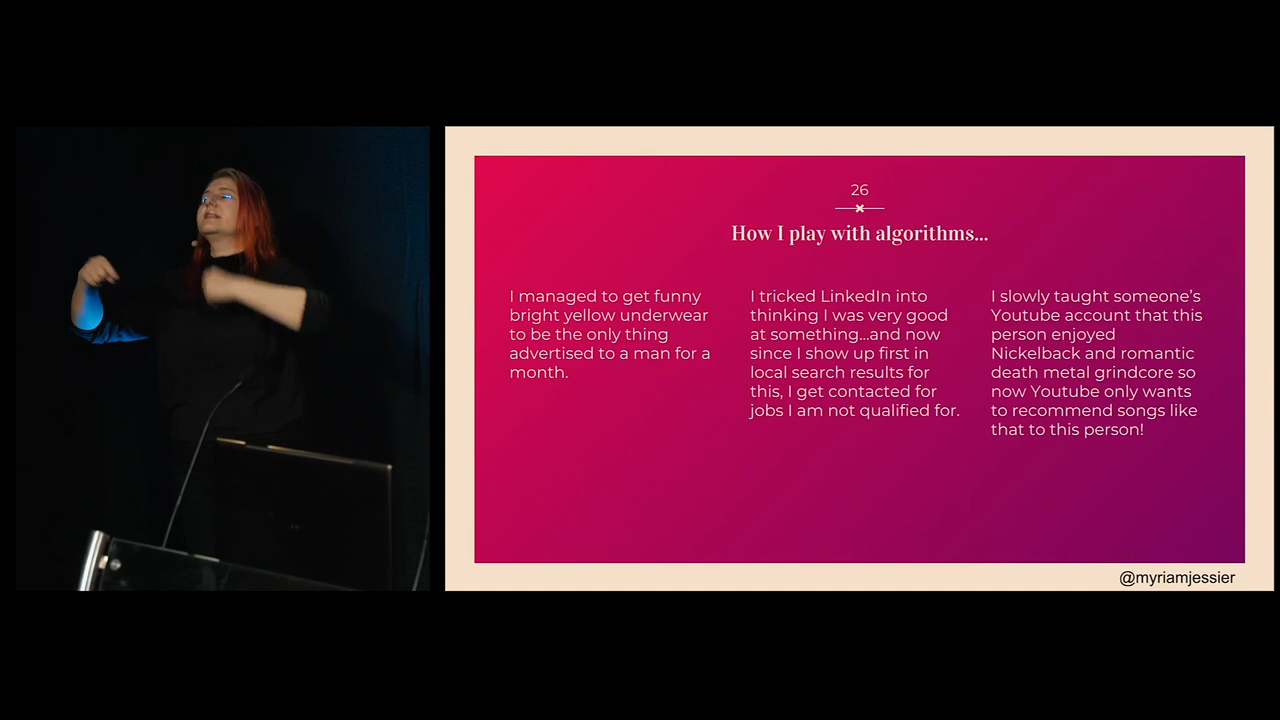 26
How I play with algorithms...
I managed to get funny
bright yellow underwear
to be the only thing
advertised to a man for a
month.
I tricked LinkedIn into
thinking I was very good
at something...and now
since I show up first in
local search results for
this, I get contacted for
jobs I am not qualified for.
I slowly taught someone’s
Youtube account that this
person enjoyed
Nickelback and romantic
death metal grindcore so
now Youtube only wants
to recommend songs like
that to this person!
@myriamjessier